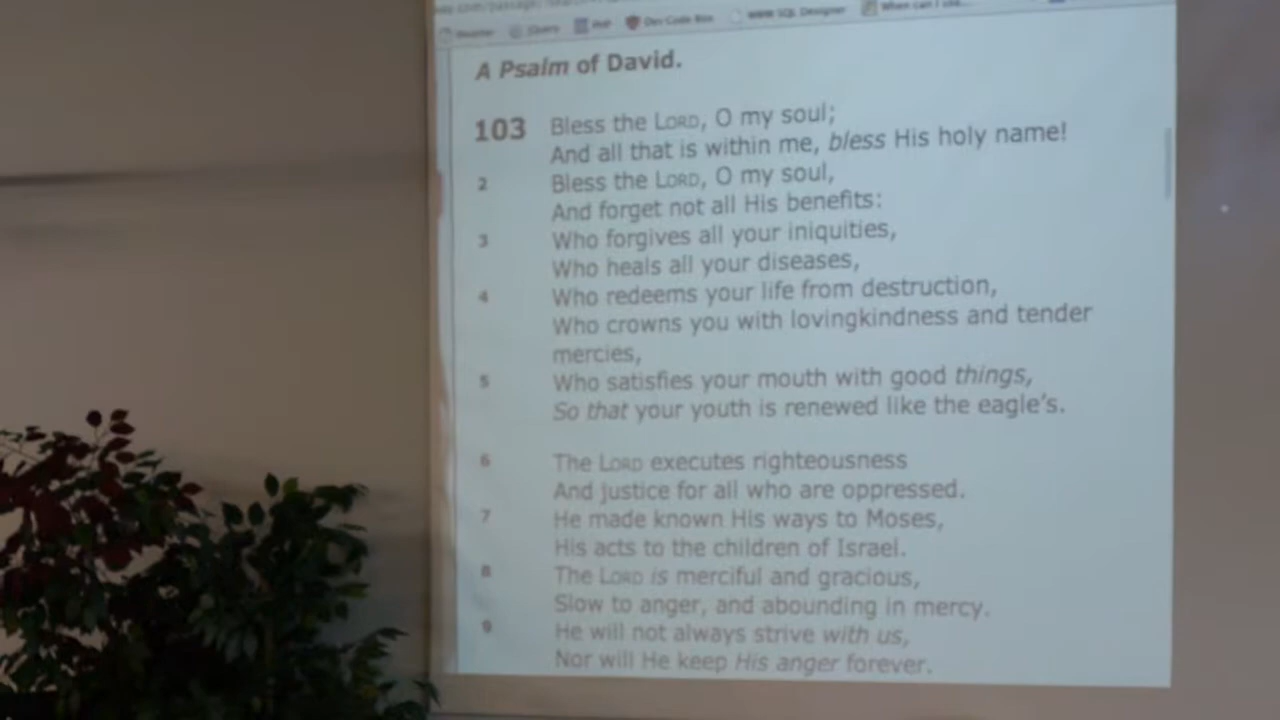 A Psalm of David.
103 Bless the LORD, O my soul;
And all that is within me, bless His holy name!
2 Bless the LORD, O my soul,
And forget not all His benefits:
3 Who forgives all your iniquities,
Who heals all your diseases,
4 Who redeems your life from destruction,
Who crowns you with lovingkindness and tender
mercies,
5 Who satisfies your mouth with good things,
So that your youth is renewed like the eagle's.
6 The LORD executes righteousness
And justice for all who are oppressed.
7 He made known His ways to Moses,
His acts to the children of Israel.
8 The LORD is merciful and gracious,
Slow to anger, and abounding in mercy.
9 He will not always strive with us,
Nor will He keep His anger forever.